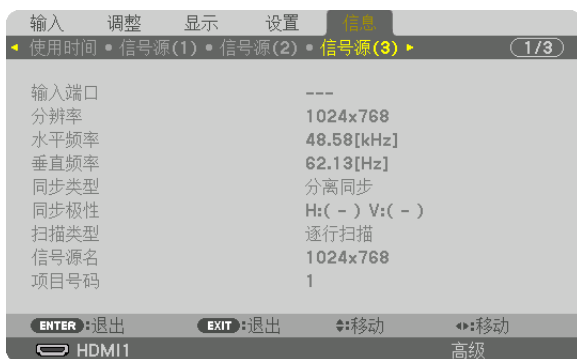 输入 调整 显示 设置 信息
使用时间 • 信号源(1) • 信号源(2) • 信号源(3) 1/3
输入端口 ---
分辨率 1024x768
水平频率 48.58[kHz]
垂直频率 62.13[Hz]
同步类型 分离同步
同步极性 H:( - ) V:( - )
扫描类型 逐行扫描
信号源名 1024x768
项目号码 1
ENTER:退出 EXIT:退出 :移动 :移动
HDMI1 高级